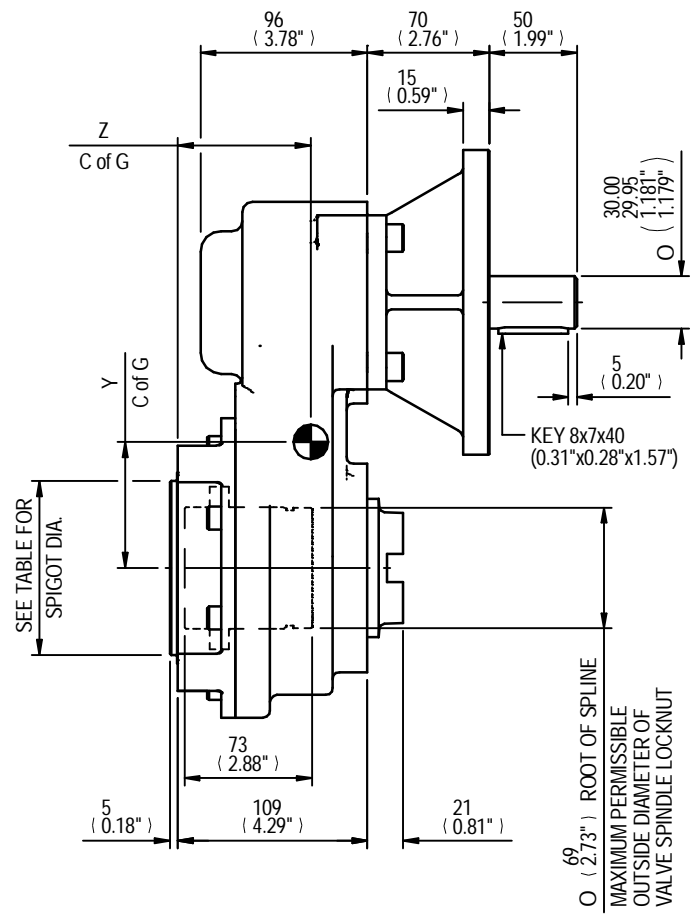 96
( 3.78" )
70
( 2.76" )
50
( 1.99" )
15
( 0.59" )
Z
C of G
30.00
29.95
O ( 1.181"
1.179" )
Y
C of G
5
( 0.20" )
KEY 8x7x40
(0.31"x0.28"x1.57")
SEE TABLE FOR
SPIGOT DIA.
73
( 2.88" )
5
( 0.18" )
109
( 4.29" )
21
( 0.81" )
69
O ( 2.73" ) ROOT OF SPLINE
MAXIMUM PERMISSIBLE
OUTSIDE DIAMETER OF
VALVE SPINDLE LOCKNUT